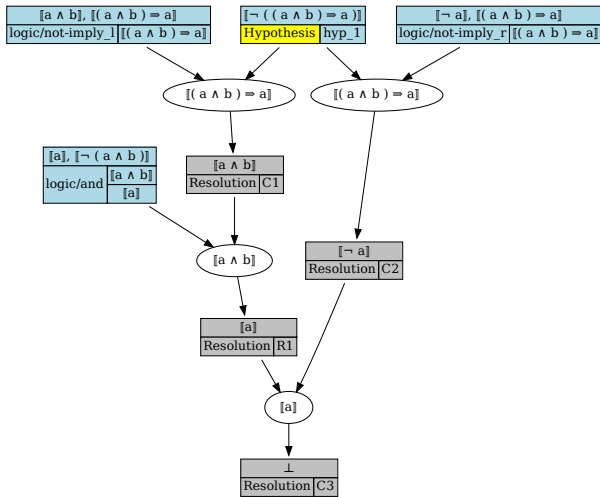 ⟦a ∧ b⟧, ⟦( a ∧ b ) ⇒ a⟧
logic/not-imply_l ⟦( a ∧ b ) ⇒ a⟧
⟦¬ ( ( a ∧ b ) ⇒ a )⟧
Hypothesis hyp_1
⟦¬ a⟧, ⟦( a ∧ b ) ⇒ a⟧
logic/not-imply_r ⟦( a ∧ b ) ⇒ a⟧
⟦( a ∧ b ) ⇒ a⟧
⟦( a ∧ b ) ⇒ a⟧
⟦a⟧, ⟦¬ ( a ∧ b )⟧
logic/and ⟦a ∧ b⟧
⟦a⟧
⟦a ∧ b⟧
Resolution C1
⟦a ∧ b⟧
⟦¬ a⟧
Resolution C2
⟦a⟧
Resolution R1
⟦a⟧
⊥
Resolution C3